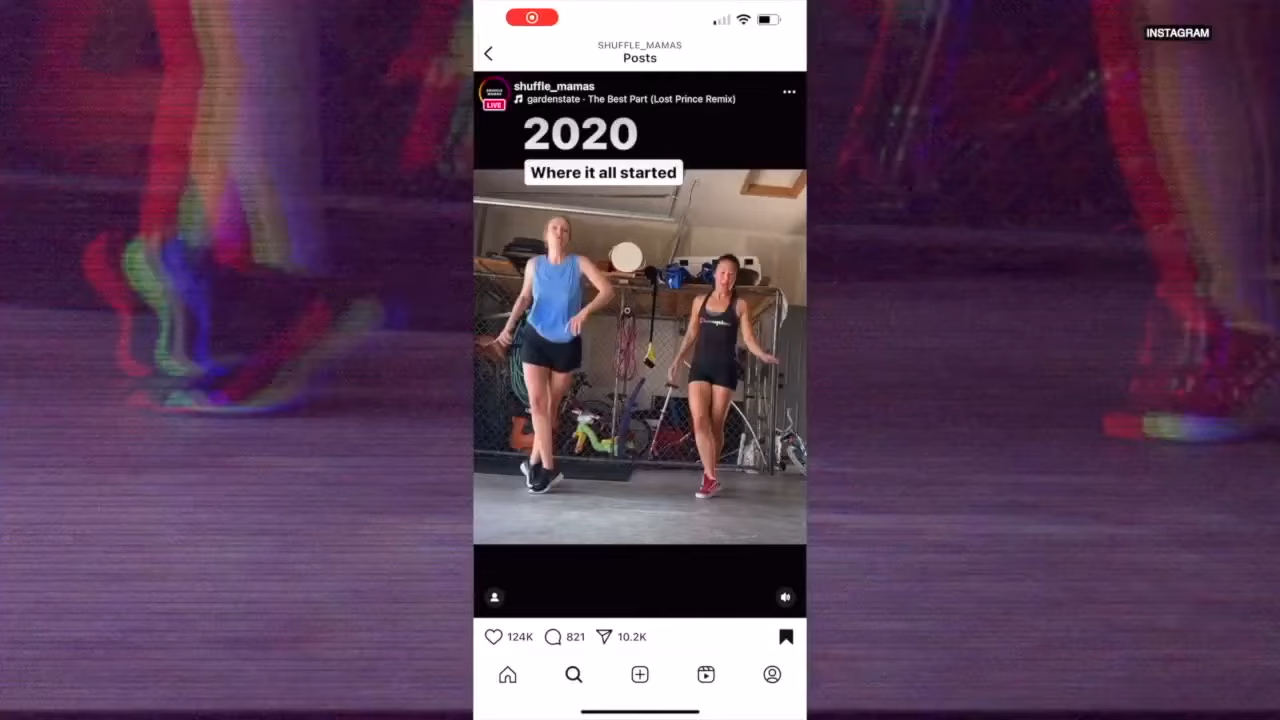 INSTAGRAM
SHUFFLE_MAMAS
Posts
shuffle_mamas
LIVE
gardenstate · The Best Part (Lost Prince Remix)
2020
Where it all started
Champion
124K
821
10.2K